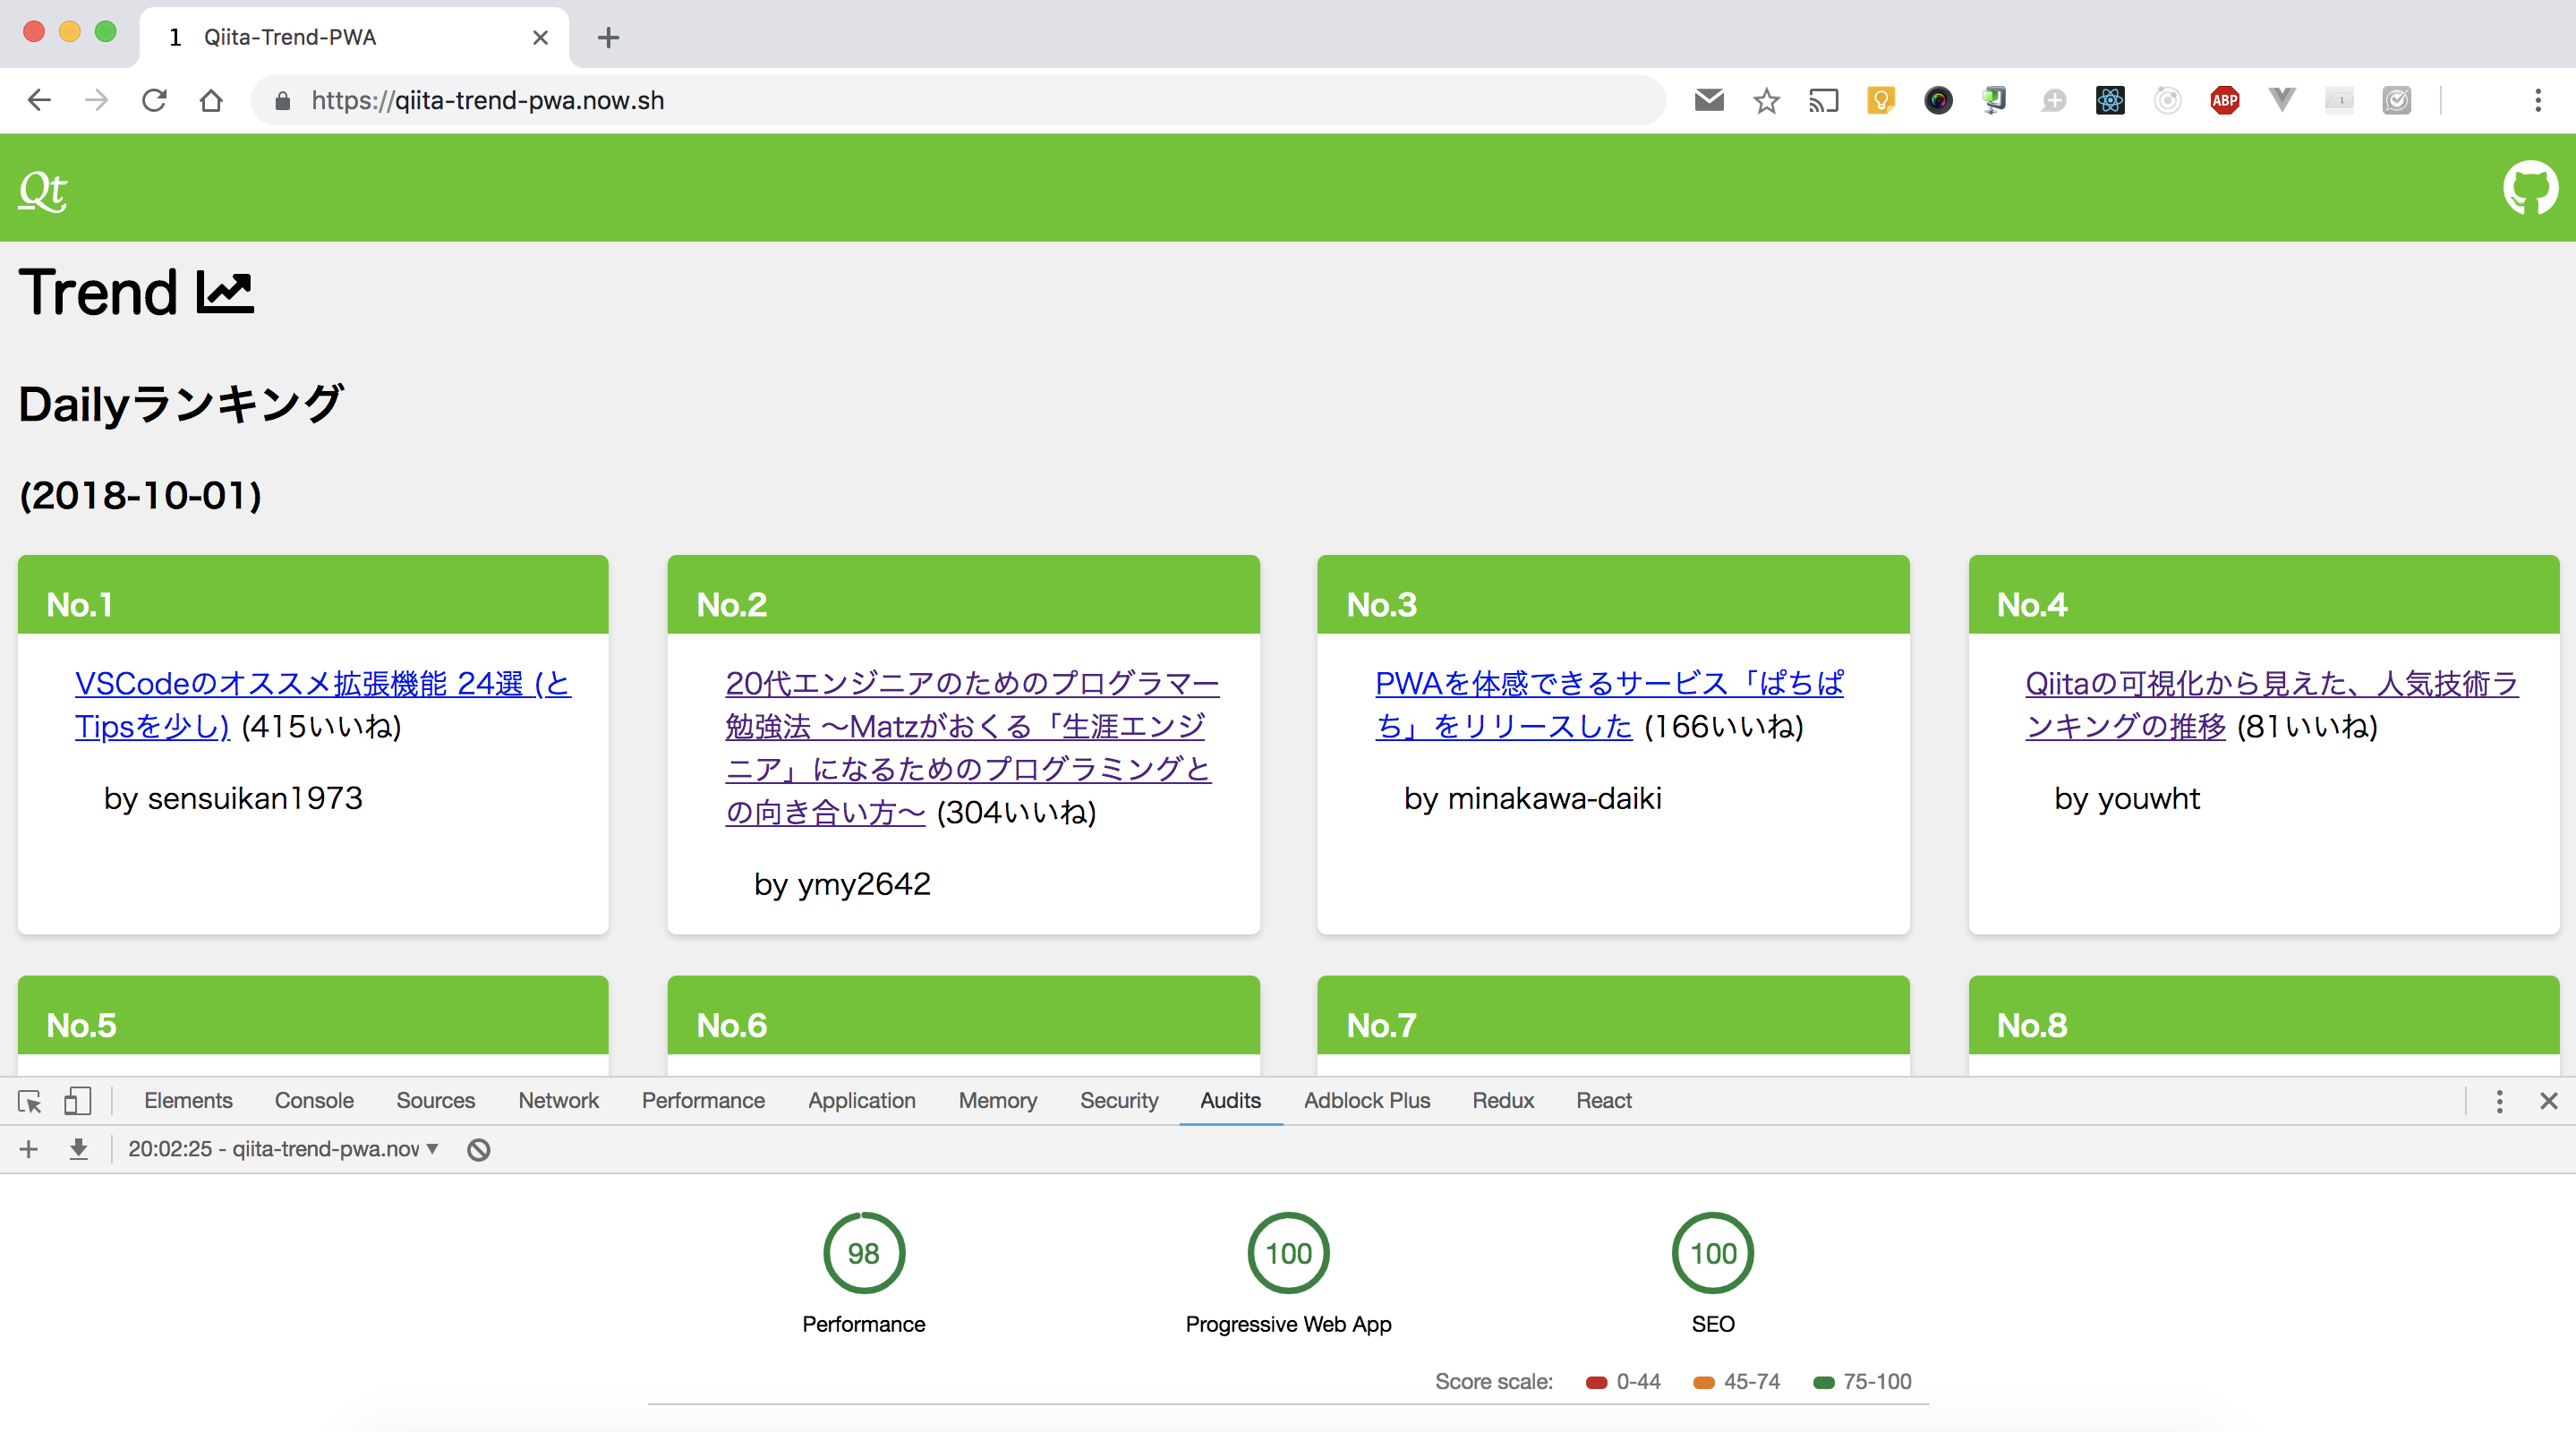 1 Qiita-Trend-PWA
https://qiita-trend-pwa.now.sh
ABP
1
Qt
Trend
Dailyランキング
(2018-10-01)
No.1
VSCodeのオススメ拡張機能 24選 (と
Tipsを少し) (415いいね)
by sensuikan1973
No.2
20代エンジニアのためのプログラマー
勉強法 〜Matzがおくる「生涯エンジ
ニア」になるためのプログラミングと
の向き合い方〜 (304いいね)
by ymy2642
No.3
PWAを体感できるサービス「ぱちぱ
ち」をリリースした (166いいね)
by minakawa-daiki
No.4
Qiitaの可視化から見えた、人気技術ラ
ンキングの推移 (81いいね)
by youwht
No.5
No.6
No.7
No.8
Elements Console Sources Network Performance Application Memory Security Audits Adblock Plus Redux React
20:02:25 - qiita-trend-pwa.nov
98
Performance
100
Progressive Web App
100
SEO
Score scale: 0-44 45-74 75-100